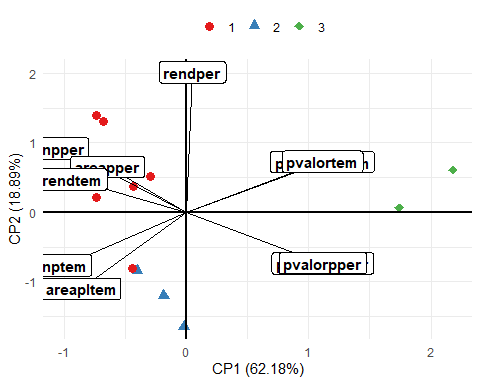 1 2 3
rendper
npper
areapper
rendtem
pvalortem
nptem
areapltem
pvalorpper
CP2 (18.89%)
2
1
0
-1
-1 0 1 2
CP1 (62.18%)